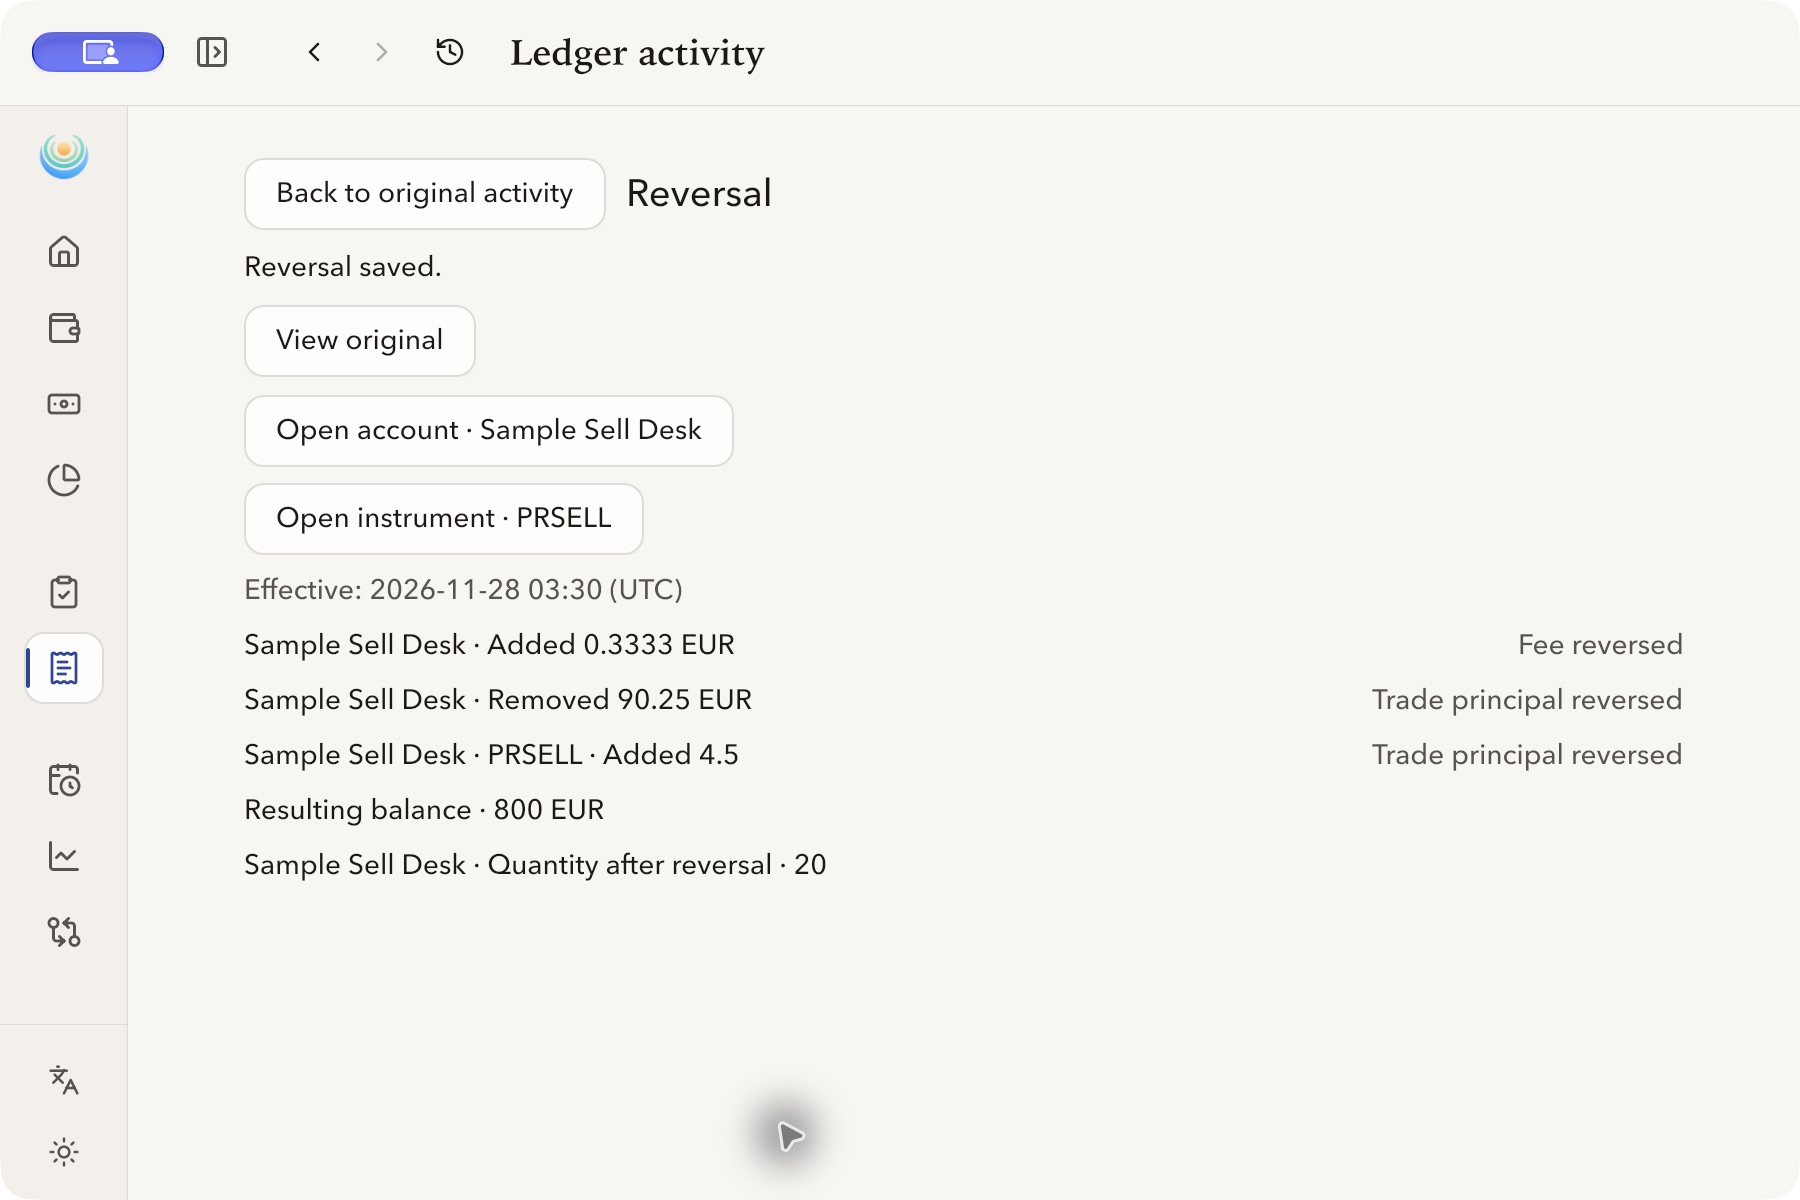 Ledger activity
Back to original activity
Reversal
Reversal saved.
View original
Open account · Sample Sell Desk
Open instrument · PRSELL
Effective: 2026-11-28 03:30 (UTC)
Sample Sell Desk · Added 0.3333 EUR
Fee reversed
Sample Sell Desk · Removed 90.25 EUR
Trade principal reversed
Sample Sell Desk · PRSELL · Added 4.5
Trade principal reversed
Resulting balance · 800 EUR
Sample Sell Desk · Quantity after reversal · 20